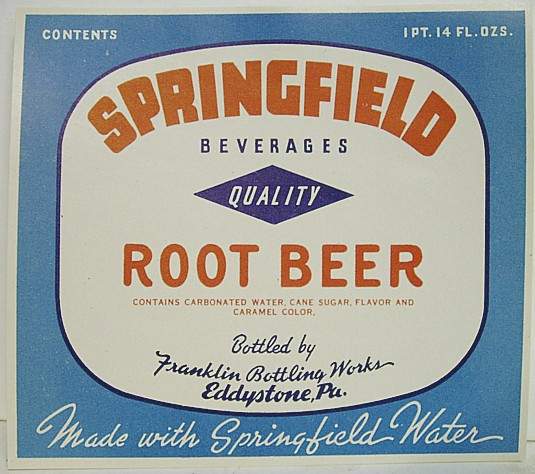 CONTENTS 1 PT. 14 FL. OZS.
SPRINGFIELD
BEVERAGES
QUALITY
ROOT BEER
CONTAINS CARBONATED WATER, CANE SUGAR, FLAVOR AND
CARAMEL COLOR.
Bottled by
Franklin Bottling Works
Eddystone, Pa.
Made with Springfield Water